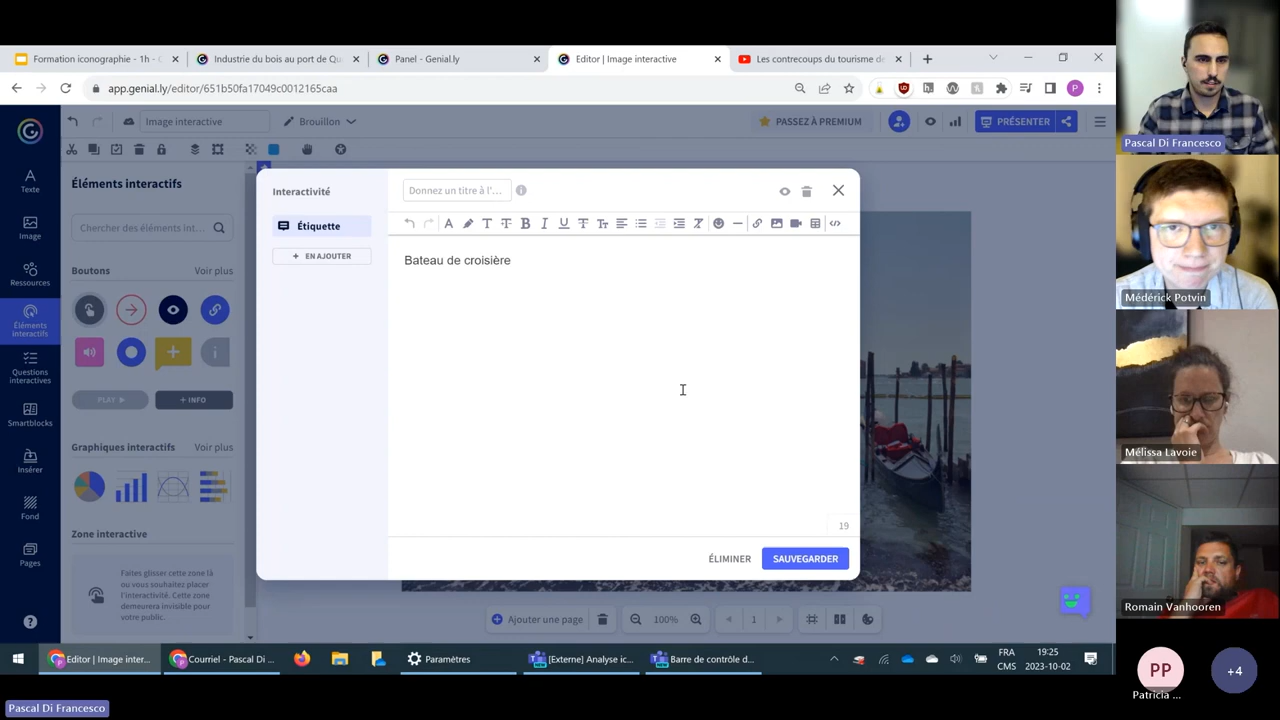 Formation iconographie - 1h - 
Industrie du bois au port de Qu
Panel - Genial.ly
Editor | Image interactive
Les contrecoups du tourisme de
app.genial.ly/editor/651b50fa17049c0012165caa
P
Image interactive
Brouillon
PASSEZ À PREMIUM
PRÉSENTER
Texte
Image
Ressources
Éléments interactifs
Questions interactives
Smartblocks
Insérer
Fond
Pages
Éléments interactifs
Chercher des éléments int...
Boutons
Voir plus
PLAY
+ INFO
Graphiques interactifs
Voir plus
Zone interactive
Faites glisser cette zone là
ou vous souhaitez placer
l'Interactivité. Cette zone
demeurera invisible pour
votre public.
Interactivité
Étiquette
+ EN AJOUTER
Donnez un titre à l'...
Bateau de croisière
19
ÉLIMINER
SAUVEGARDER
Ajouter une page
100%
1
Editor | Image inter...
Courriel - Pascal Di ...
Paramètres
[Externe] Analyse ic...
Barre de contrôle d...
FRA
CMS
19:25
2023-10-02
Pascal Di Francesco
Médérick Potvin
Mélissa Lavoie
Romain Vanhooren
PP
Patricia ...
+4
Pascal Di Francesco